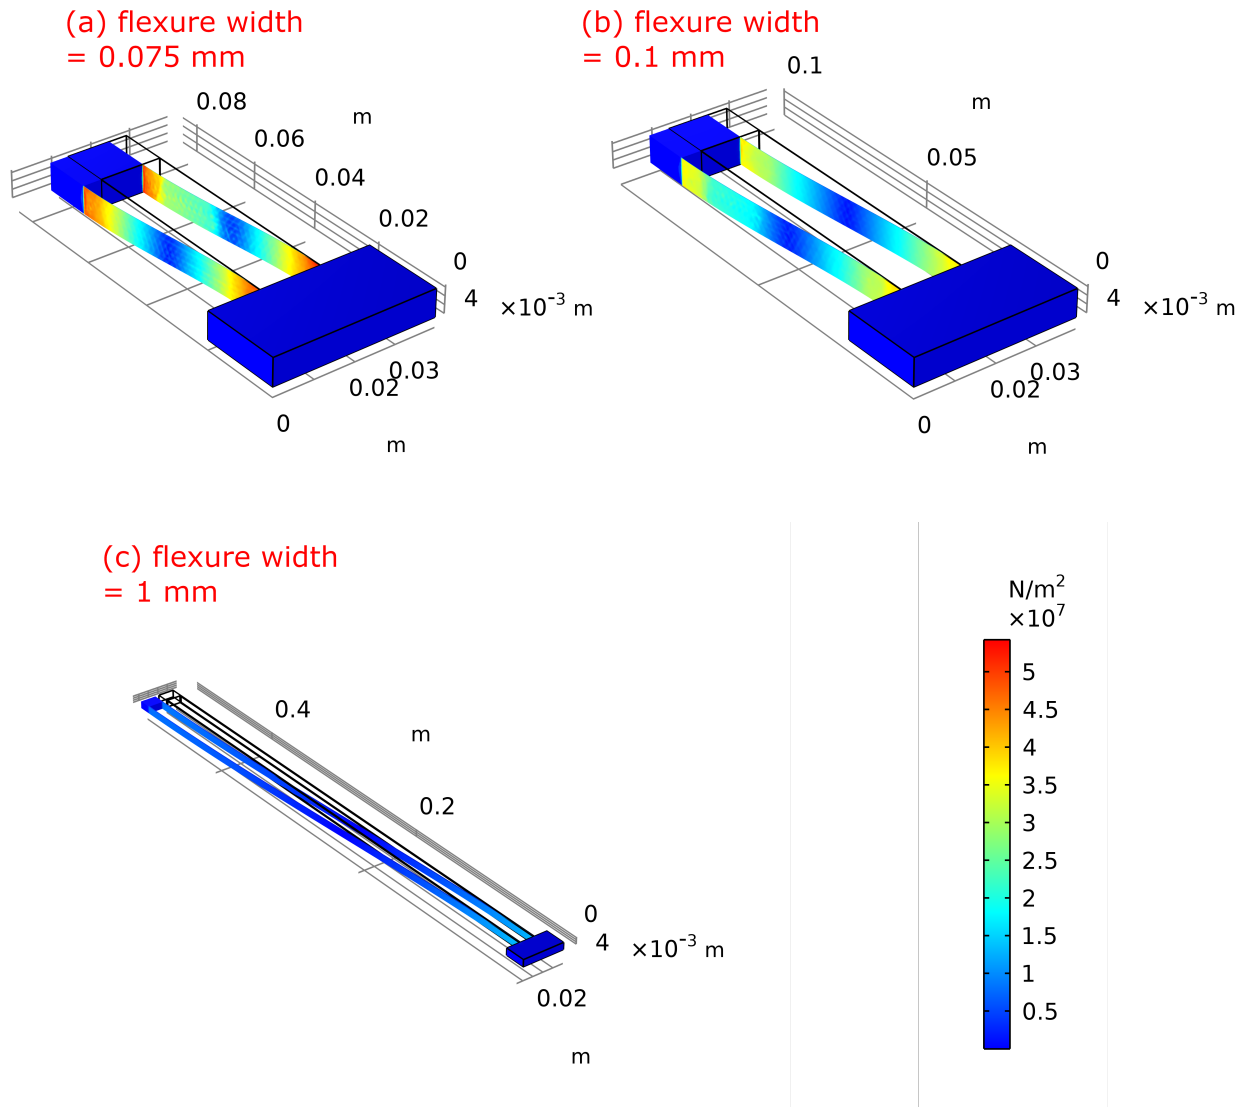 (a) flexure width
= 0.075 mm
0.08
m
0.06
0.04
0.02
0
4 ×10⁻³ m
0.03
0.02
0
m
(b) flexure width
= 0.1 mm
0.1
m
0.05
0
4 ×10⁻³ m
0.03
0.02
0
m
(c) flexure width
= 1 mm
0.4
m
0.2
0
4 ×10⁻³ m
0.02
m
N/m²
×10⁷
5
4.5
4
3.5
3
2.5
2
1.5
1
0.5